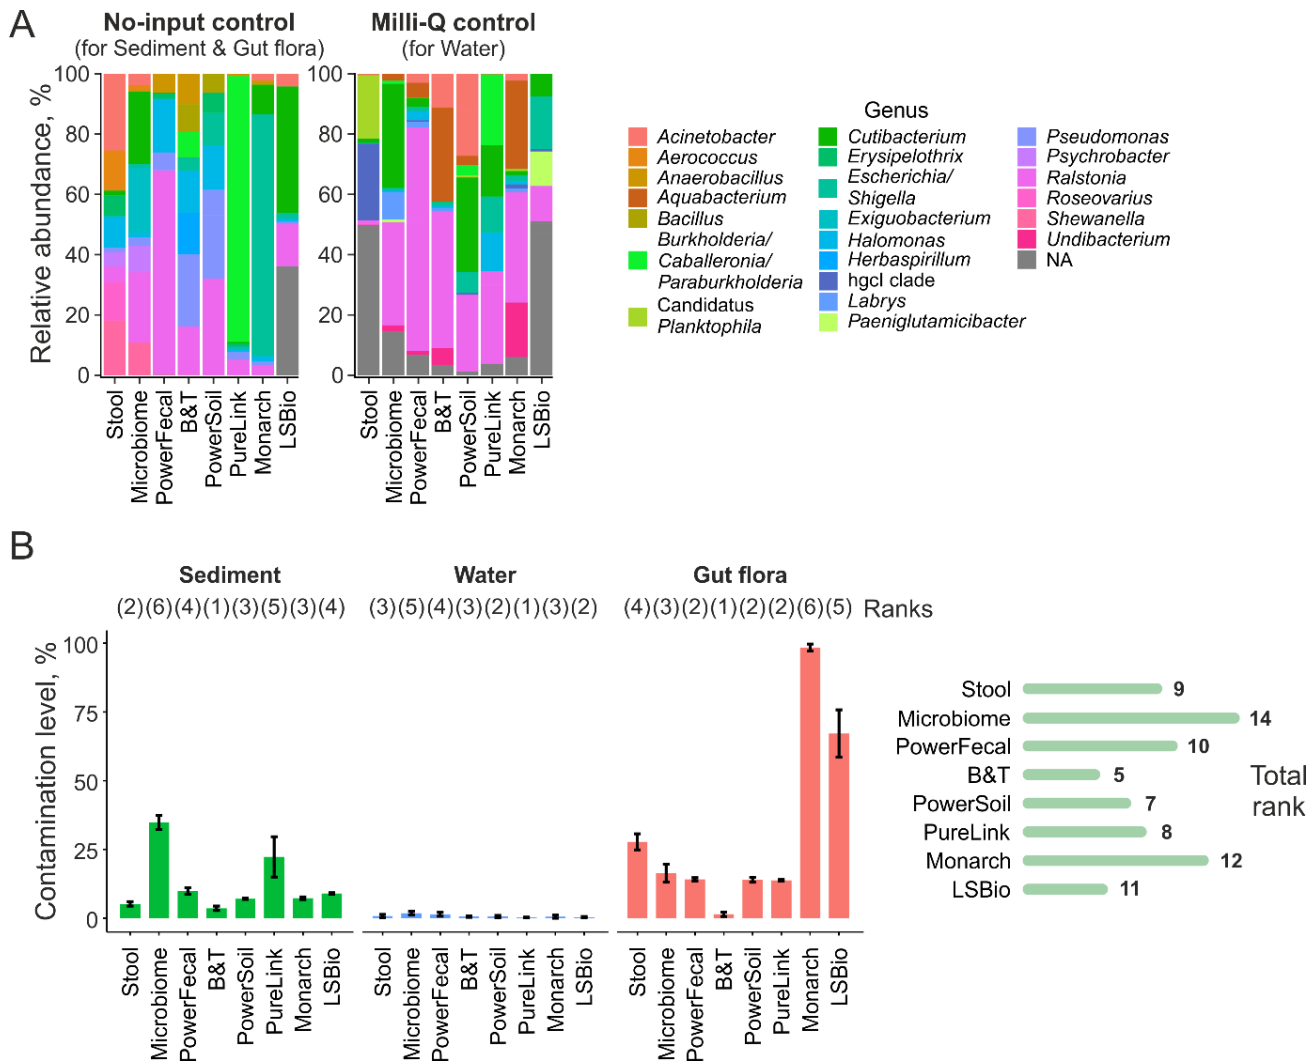 A
No-input control
(for Sediment & Gut flora)
Milli-Q control
(for Water)
Relative abundance, %
100
80
60
40
20
0
100
80
60
40
20
0
Stool
Microbiome
PowerFecal
B&T
PowerSoil
PureLink
Monarch
LSBio
Stool
Microbiome
PowerFecal
B&T
PowerSoil
PureLink
Monarch
LSBio
Genus
Acinetobacter
Aerococcus
Anaerobacillus
Aquabacterium
Bacillus
Burkholderia/
Caballeronia/
Paraburkholderia
Candidatus
Planktophila
Cutibacterium
Erysipelothrix
Escherichia/
Shigella
Exiguobacterium
Halomonas
Herbaspirillum
hgcl clade
Labrys
Paeniglutamicibacter
Pseudomonas
Psychrobacter
Ralstonia
Roseovarius
Shewanella
Undibacterium
NA
B
Sediment
Water
Gut flora
(2)(6)(4)(1)(3)(5)(3)(4)
(3)(5)(4)(3)(2)(1)(3)(2)
(4)(3)(2)(1)(2)(2)(6)(5)
Ranks
Contamination level, %
100
75
50
25
0
Stool
Microbiome
PowerFecal
B&T
PowerSoil
PureLink
Monarch
LSBio
Stool
Microbiome
PowerFecal
B&T
PowerSoil
PureLink
Monarch
LSBio
Stool
Microbiome
PowerFecal
B&T
PowerSoil
PureLink
Monarch
LSBio
Stool 9
Microbiome 14
PowerFecal 10
B&T 5
PowerSoil 7
PureLink 8
Monarch 12
LSBio 11
Total
rank